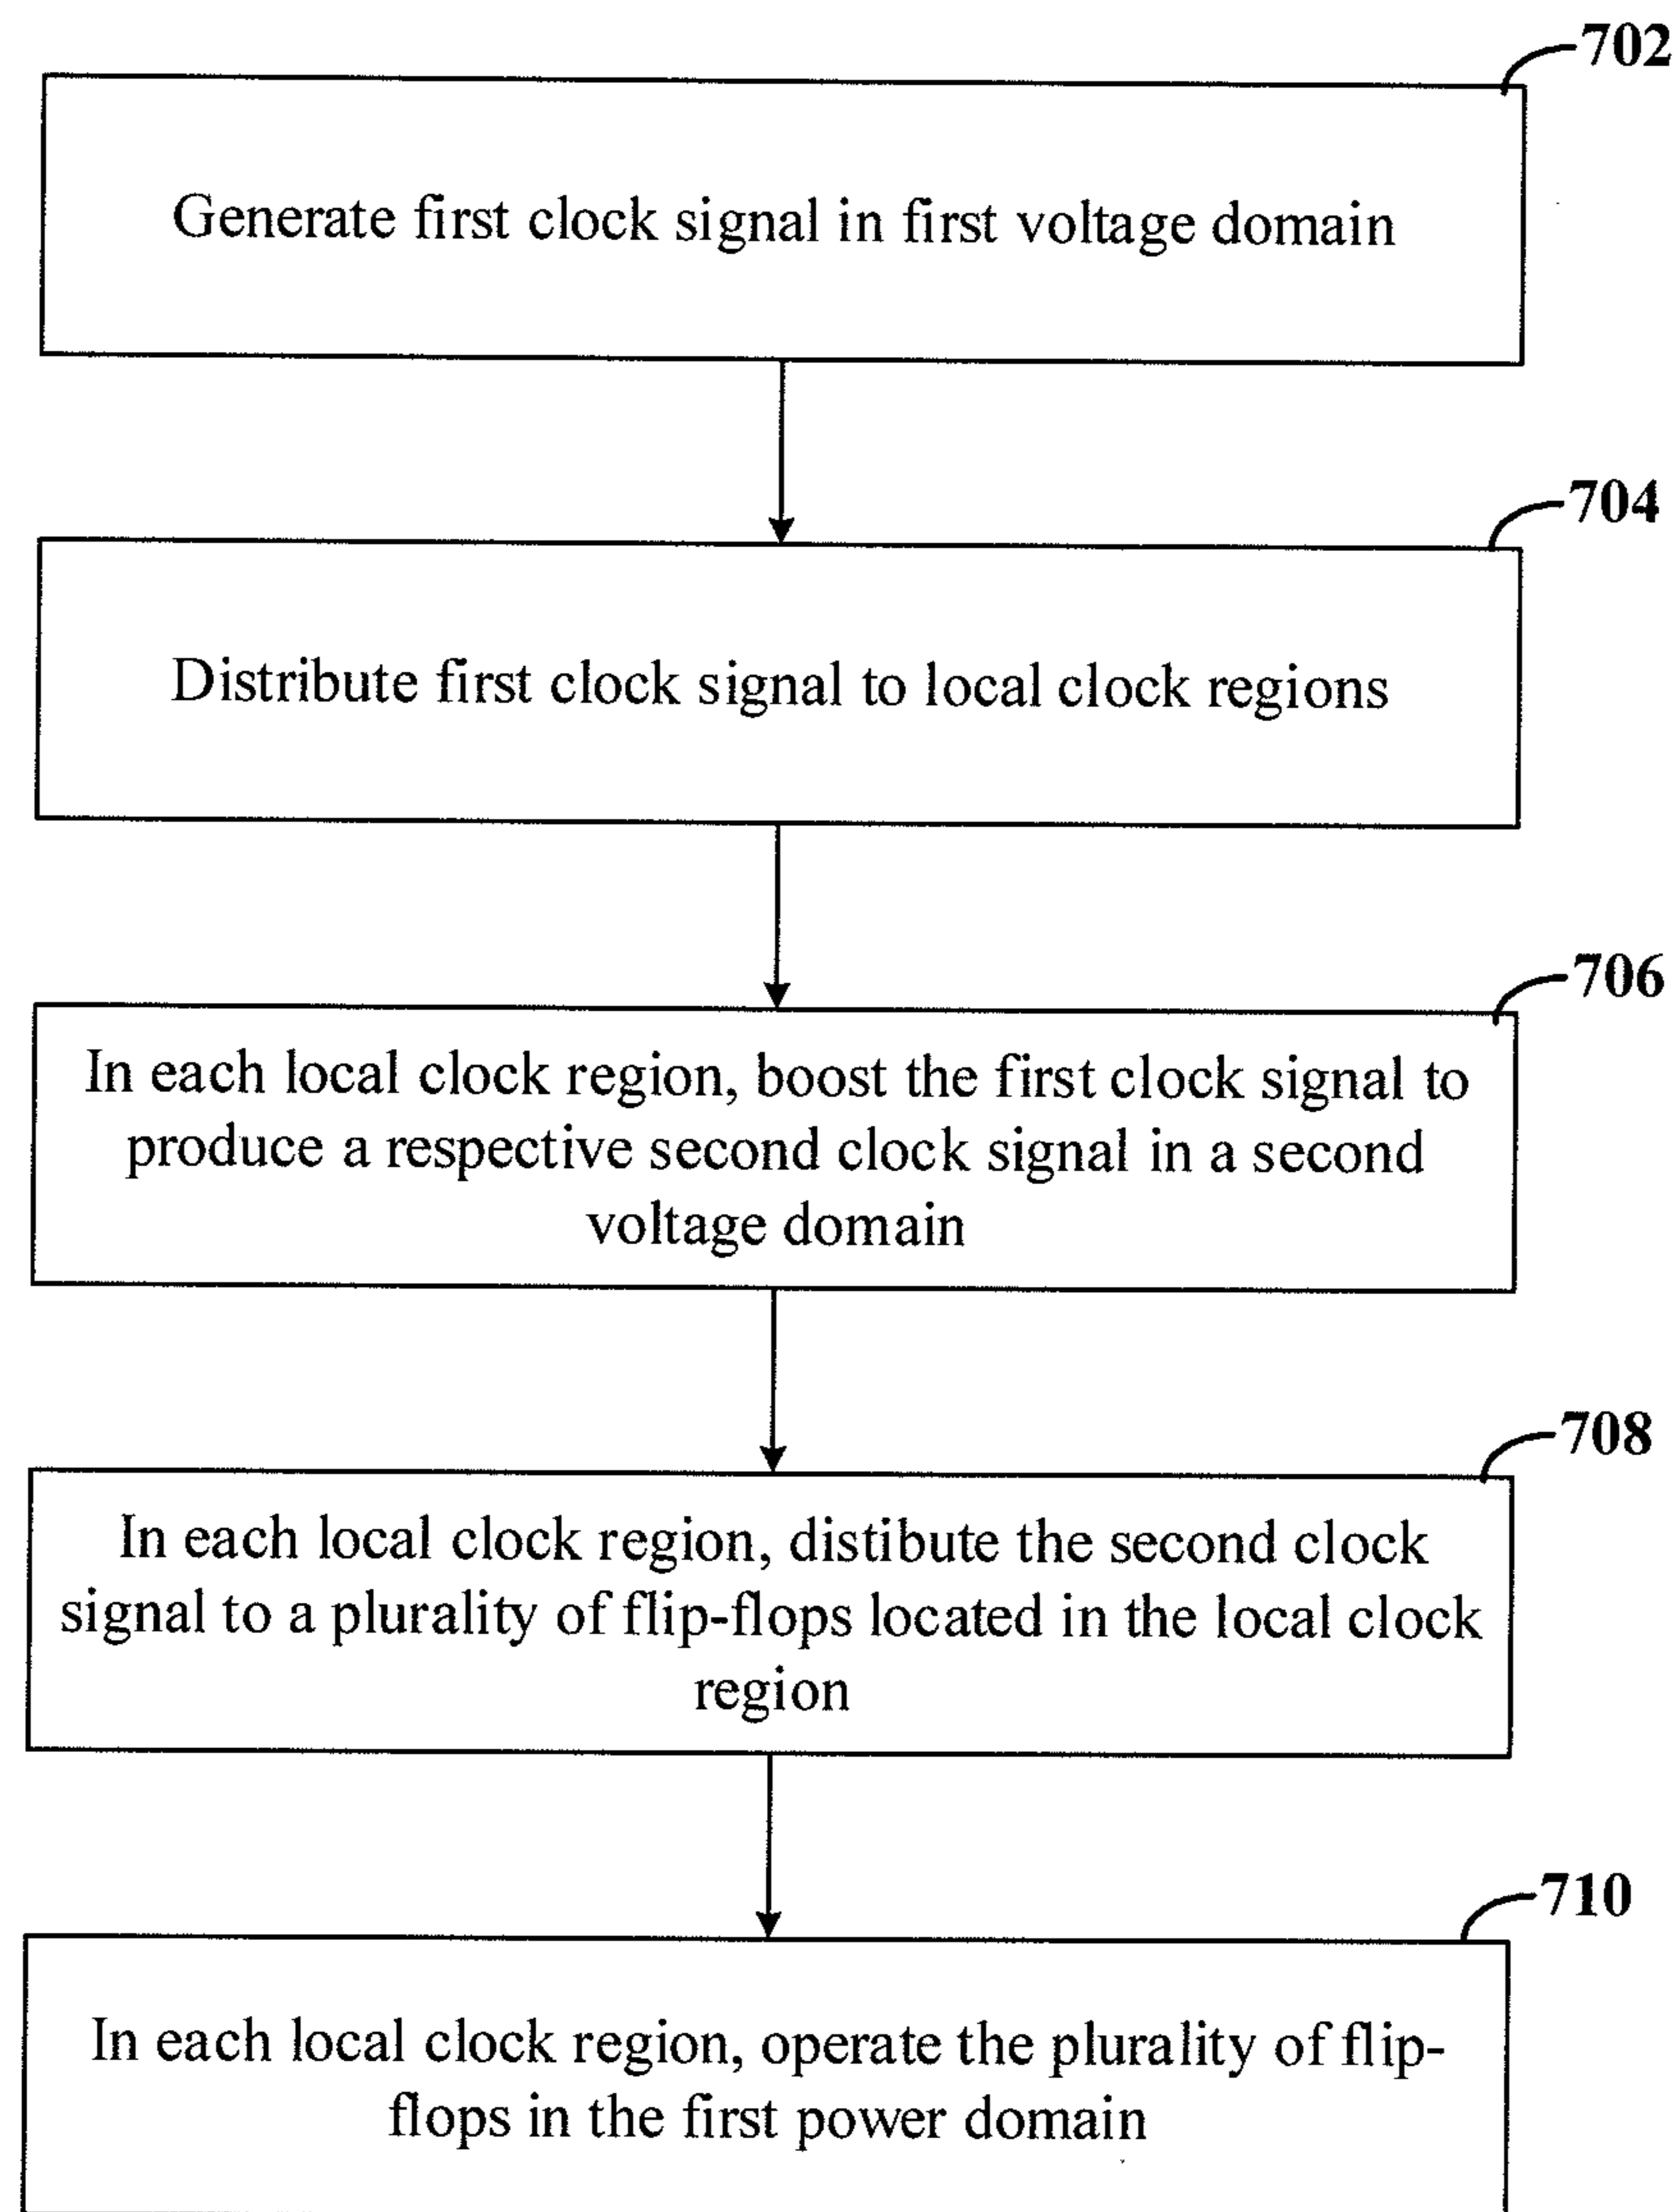 702
Generate first clock signal in first voltage domain
704
Distribute first clock signal to local clock regions
706
In each local clock region, boost the first clock signal to
produce a respective second clock signal in a second
voltage domain
708
In each local clock region, distibute the second clock
signal to a plurality of flip-flops located in the local clock
region
710
In each local clock region, operate the plurality of flip-
flops in the first power domain